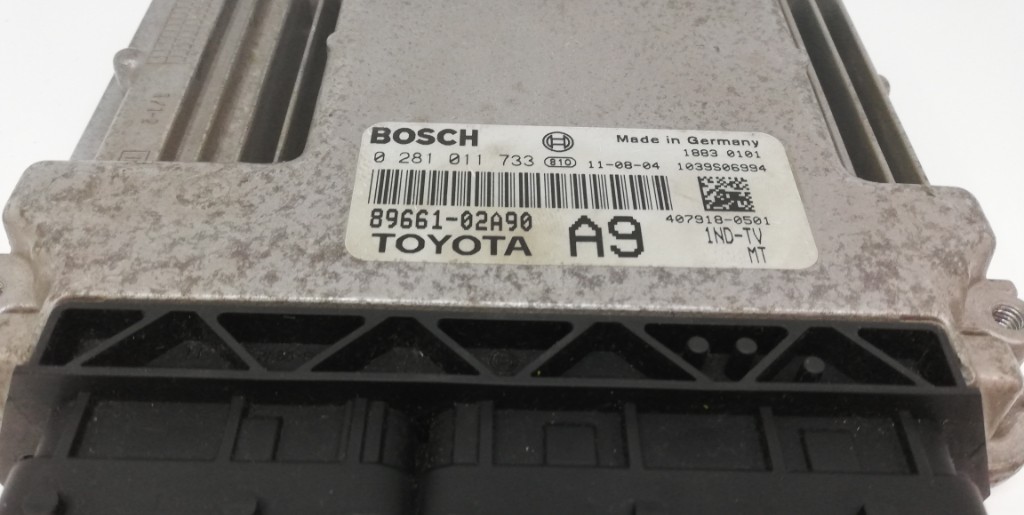 BOSCH Made in Germany
1883 0101
0 281 011 733 B10 11-08-04 1039S06994
407918-0501
89661-02A90 A9 1ND-TV
TOYOTA MT